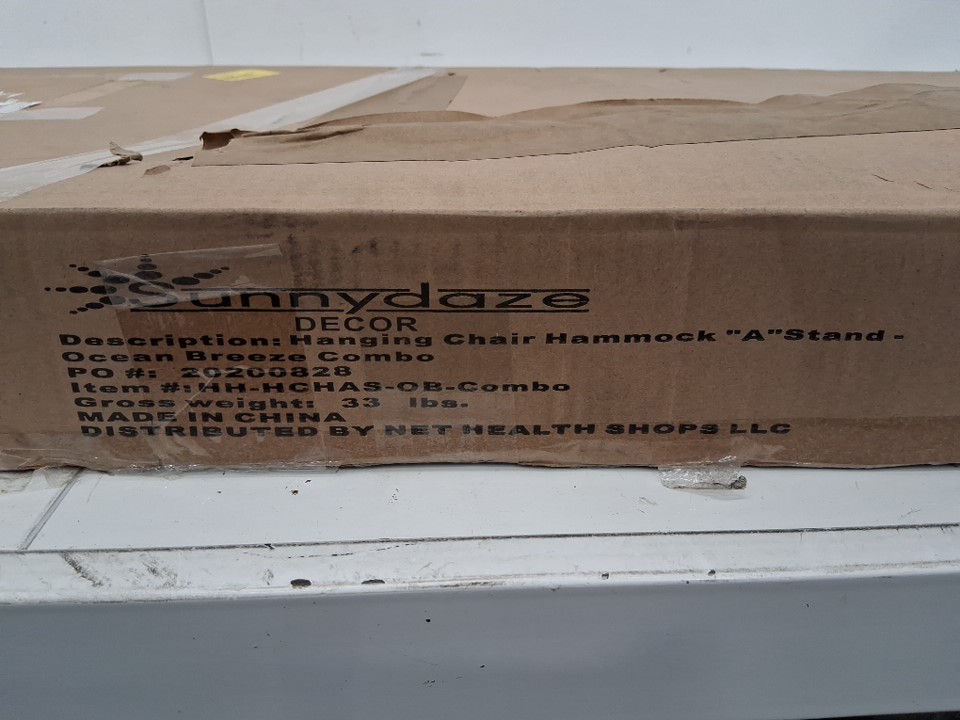 Sunnydaze
DECOR
Description: Hanging Chair Hammock "A"Stand -
Ocean Breeze Combo
PO #: 20200828
Item #: HH-HCHAS-OB-Combo
Gross weight: 33 lbs.
MADE IN CHINA
DISTRIBUTED BY NET HEALTH SHOPS LLC